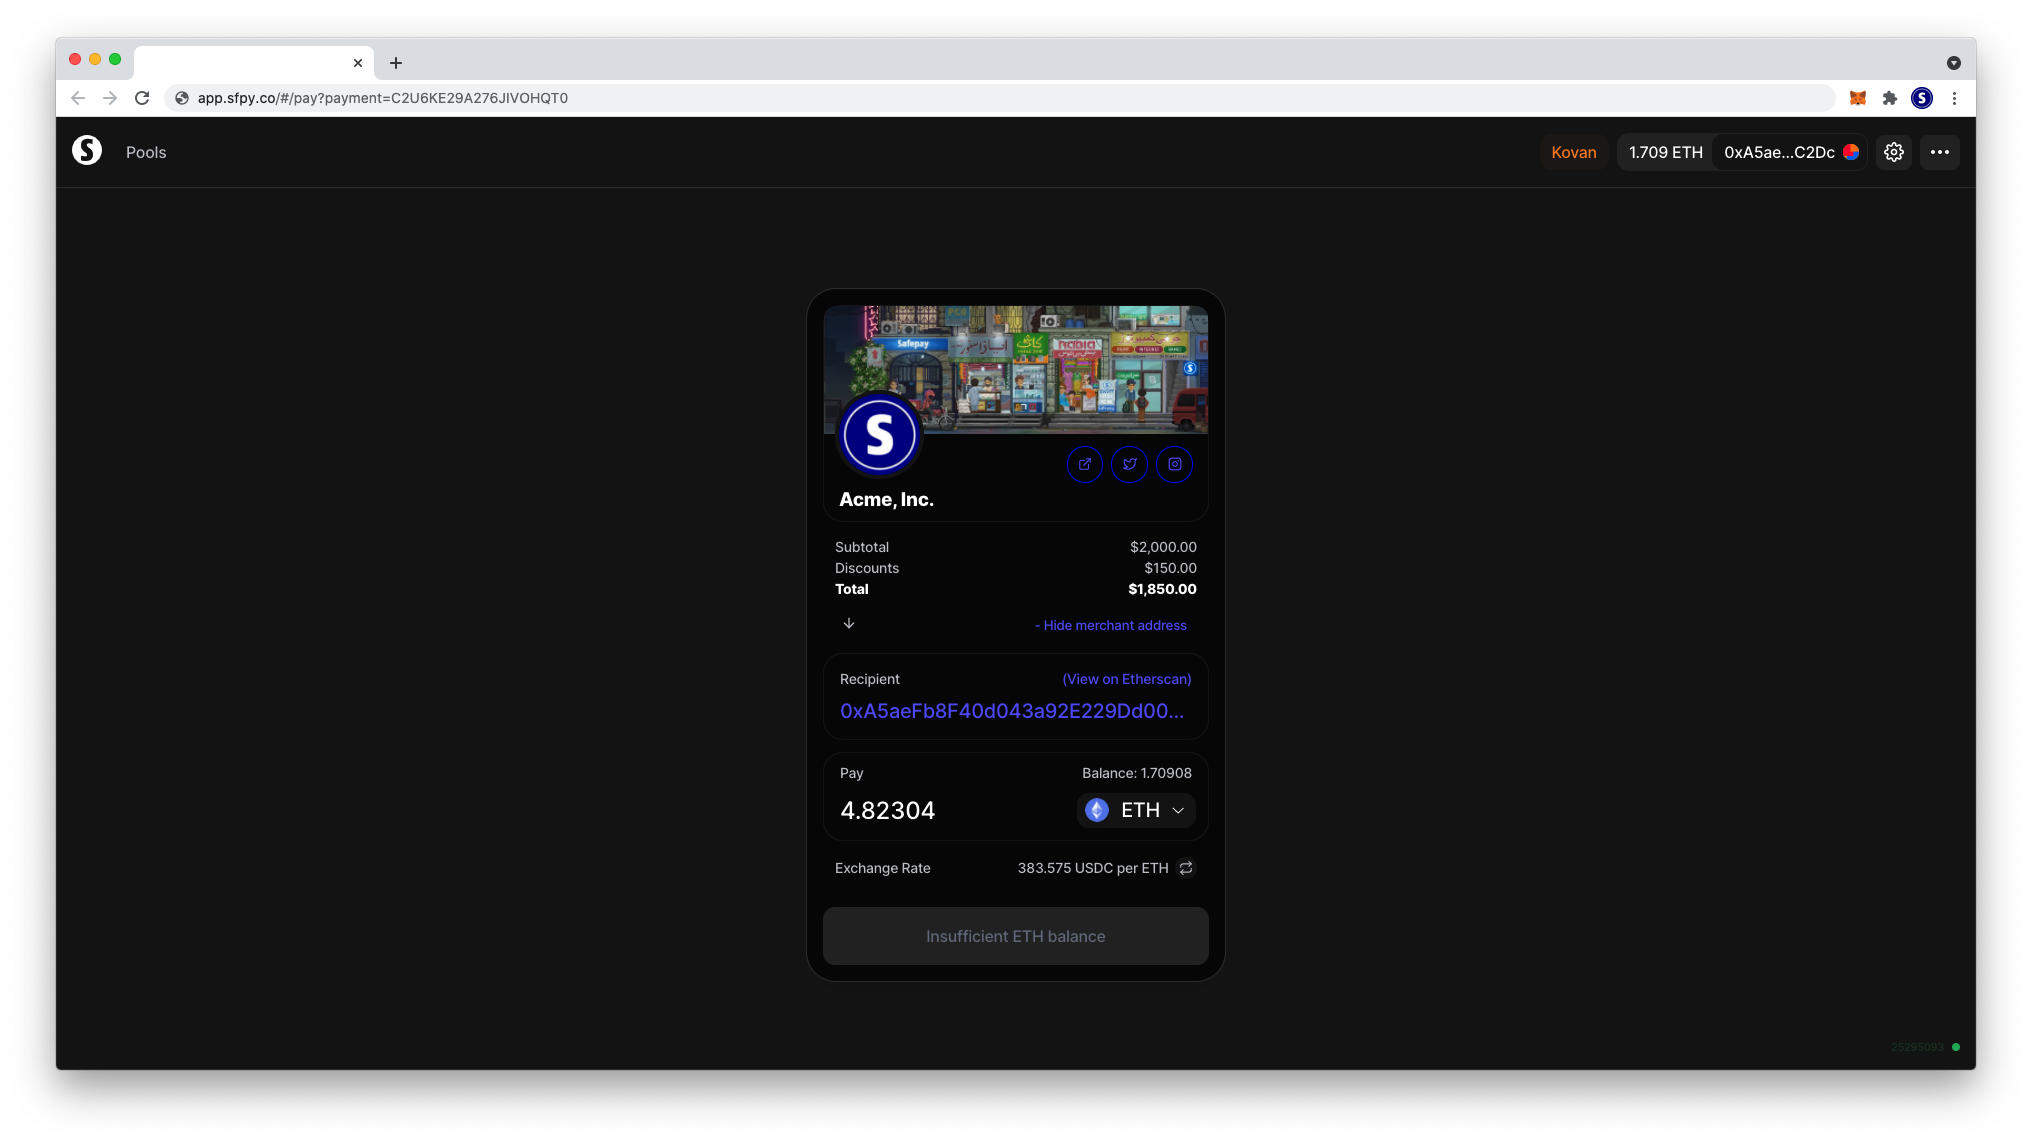 app.sfpy.co/#/pay?payment=C2U6KE29A276JIVOHQT0
S
S
Pools
Kovan
1.709 ETH
0xA5ae...C2Dc
Safepay
S
Acme, Inc.
Subtotal
$2,000.00
Discounts
$150.00
Total
$1,850.00
- Hide merchant address
Recipient
(View on Etherscan)
0xA5aeFb8F40d043a92E229Dd00...
Pay
Balance: 1.70908
4.82304
ETH
Exchange Rate
383.575 USDC per ETH
Insufficient ETH balance
25295093